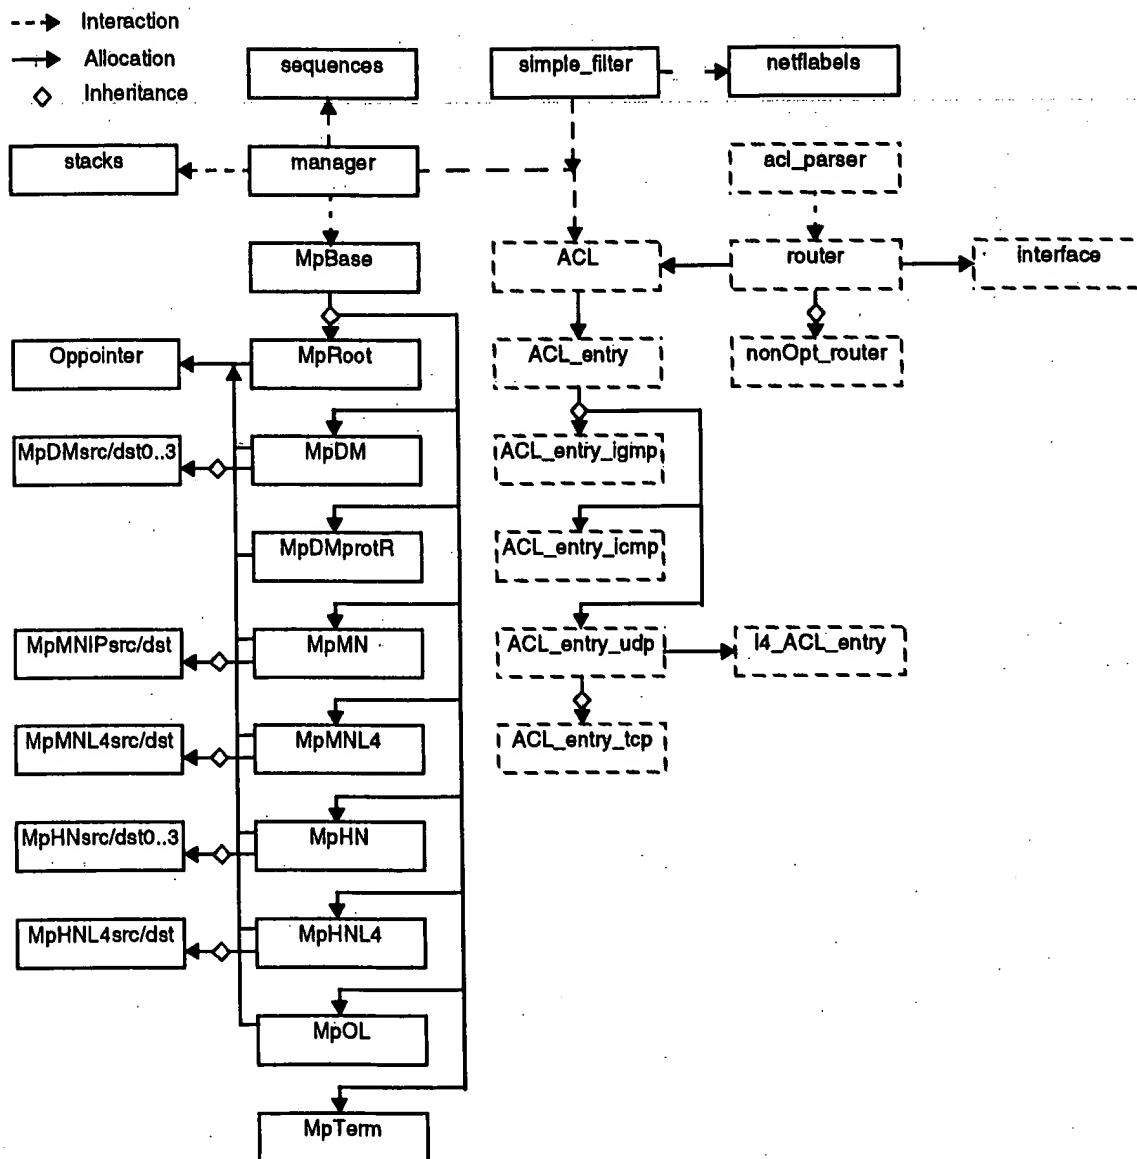 Interaction
Allocation
Inheritance
sequences
simple_filter
netflabels
stacks
manager
acl_parser
MpBase
ACL
router
interface
Oppointer
MpRoot
ACL_entry
nonOpt_router
MpDMsrc/dst0..3
MpDM
ACL_entry_igmp
MpDMprotR
ACL_entry_icmp
MpMNIPsrc/dst
MpMN
ACL_entry_udp
l4_ACL_entry
MpMNL4src/dst
MpMNL4
ACL_entry_tcp
MpHNsrc/dst0..3
MpHN
MpHNL4src/dst
MpHNL4
MpOL
MpTerm